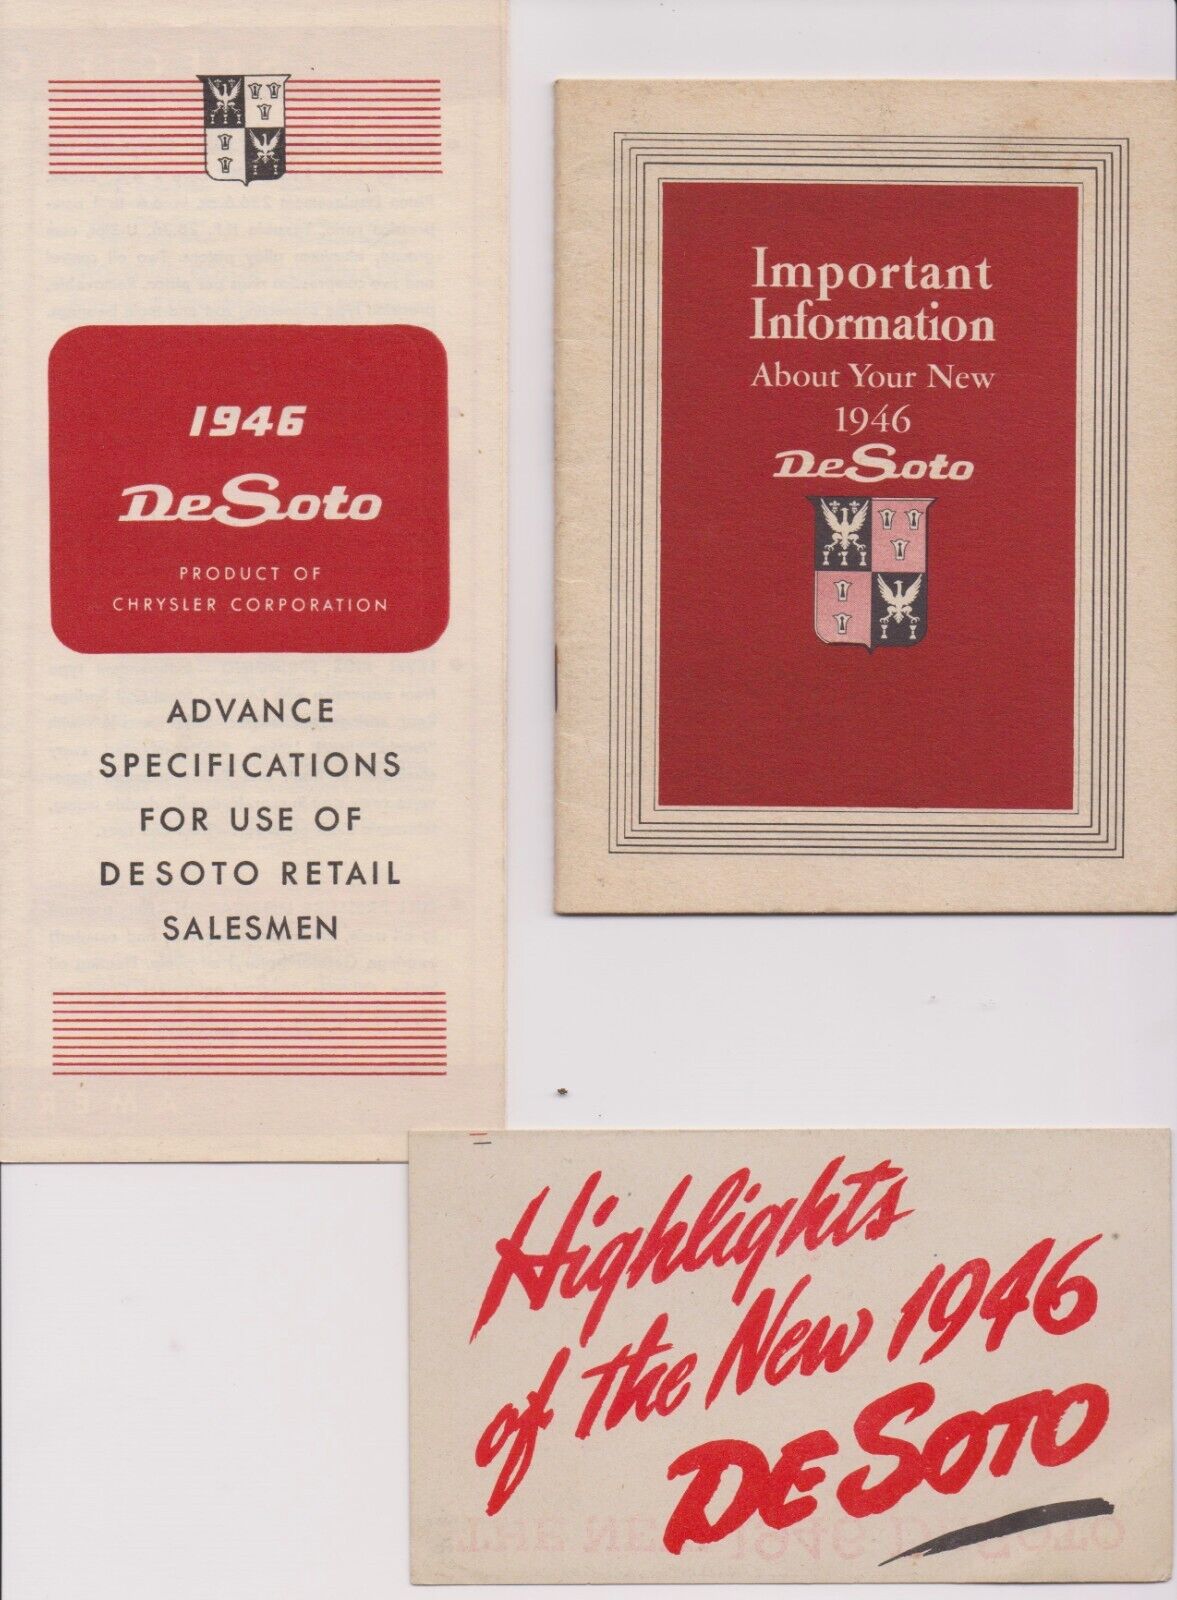 1946
DeSoto
PRODUCT OF
CHRYSLER CORPORATION
ADVANCE
SPECIFICATIONS
FOR USE OF
DESOTO RETAIL
SALESMEN
Important
Information
About Your New
1946
DeSoto
Highlights
of the New 1946
DE SOTO